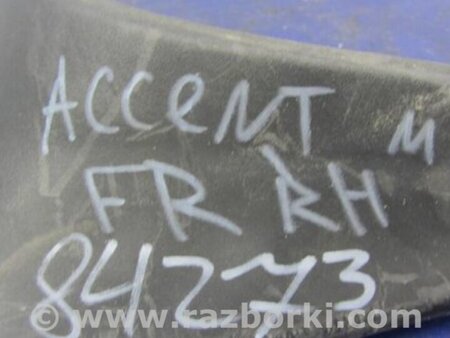 ACCENT M
FR RH
84273
© www.razborki.com